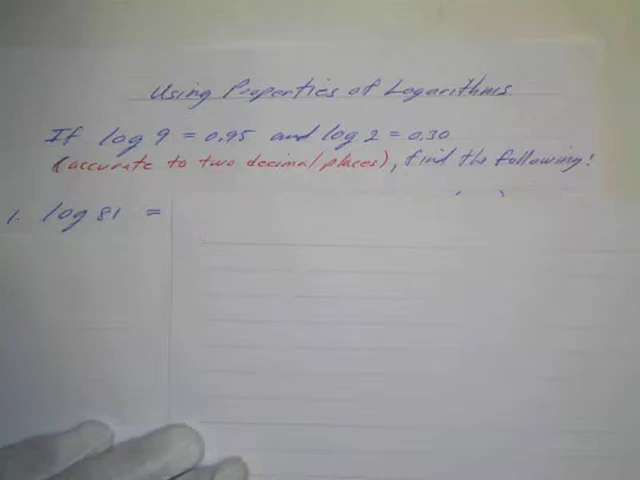 Using Properties of Logarithms
If log 9 = 0.95 and log 2 = 0.30
(accurate to two decimal places), find the following:
1. log 81 =